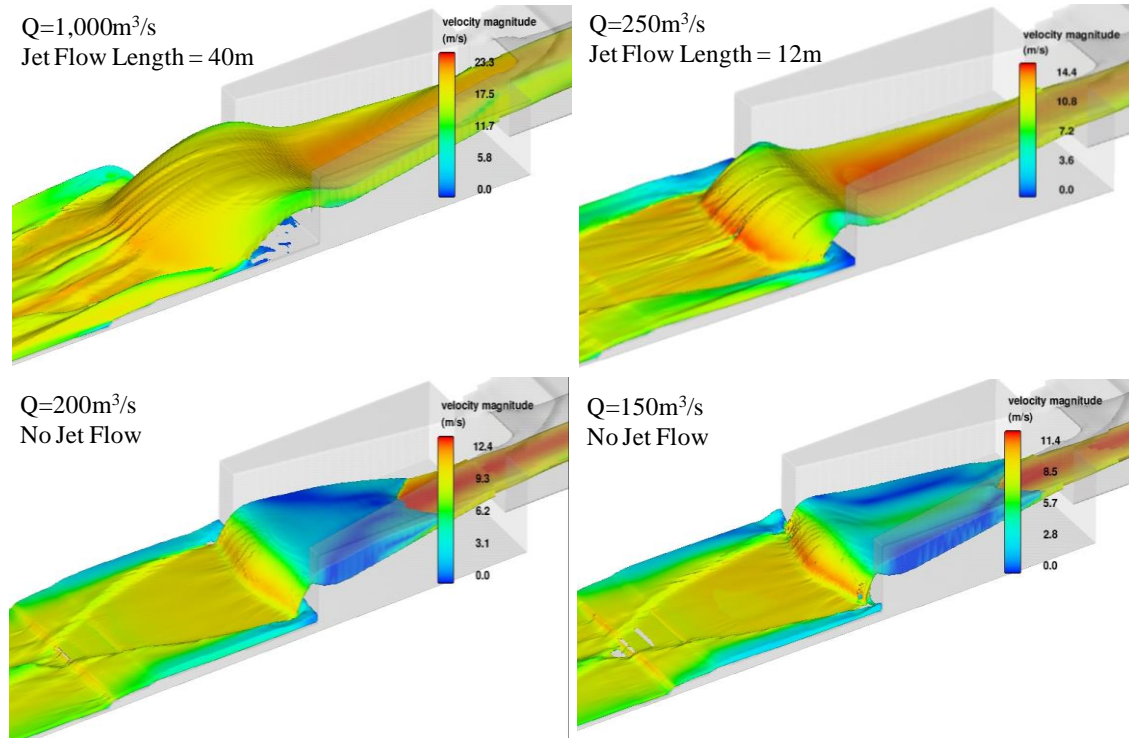 Q=1,000m³/s
Jet Flow Length = 40m
velocity magnitude
(m/s)
23.3
17.5
11.7
5.8
0.0
Q=250m³/s
Jet Flow Length = 12m
velocity magnitude
(m/s)
14.4
10.8
7.2
3.6
0.0
Q=200m³/s
No Jet Flow
velocity magnitude
(m/s)
12.4
9.3
6.2
3.1
0.0
Q=150m³/s
No Jet Flow
velocity magnitude
(m/s)
11.4
8.5
5.7
2.8
0.0